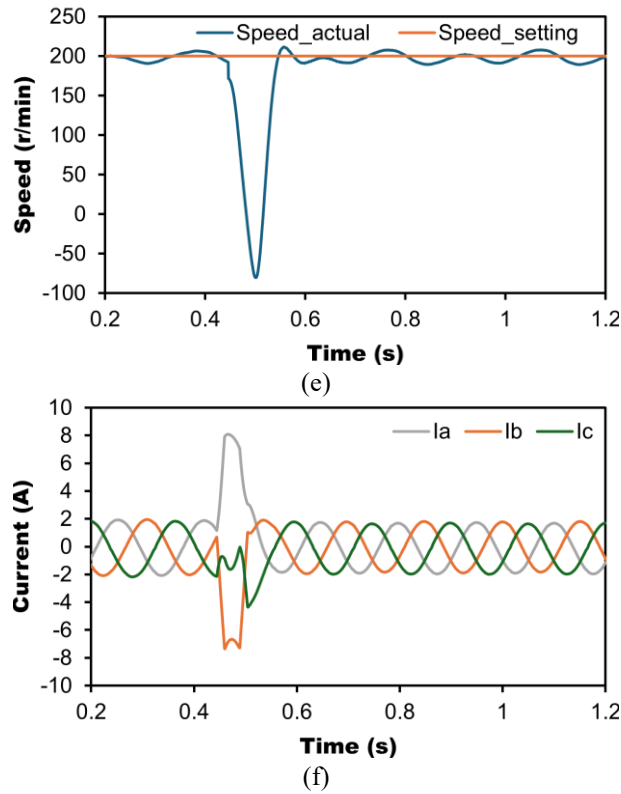 Speed_actual Speed_setting
250
200
150
100
50
0
-50
-100
0.2 0.4 0.6 0.8 1 1.2
Speed (r/min)
Time (s)
(e)
Ia Ib Ic
10
8
6
4
2
0
-2
-4
-6
-8
-10
0.2 0.4 0.6 0.8 1 1.2
Current (A)
Time (s)
(f)